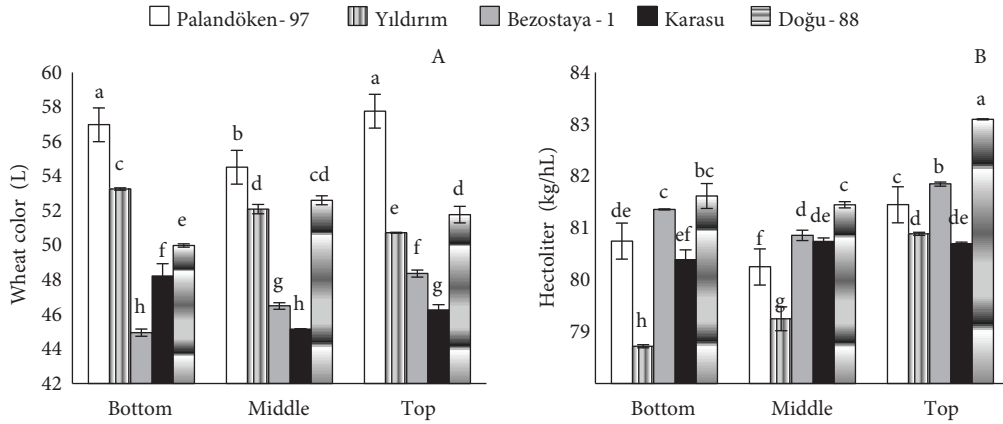 Palandöken - 97 Yıldırım Bezostaya - 1 Karasu Doğu - 88
A
Wheat color (L)
60
58
56
54
52
50
48
46
44
42
a
c
h
f
e
b
d
g
h
cd
a
e
f
g
d
Bottom Middle Top
B
Hectoliter (kg/hL)
84
83
82
81
80
79
de
h
c
ef
bc
f
g
d
de
c
c
d
b
de
a
Bottom Middle Top